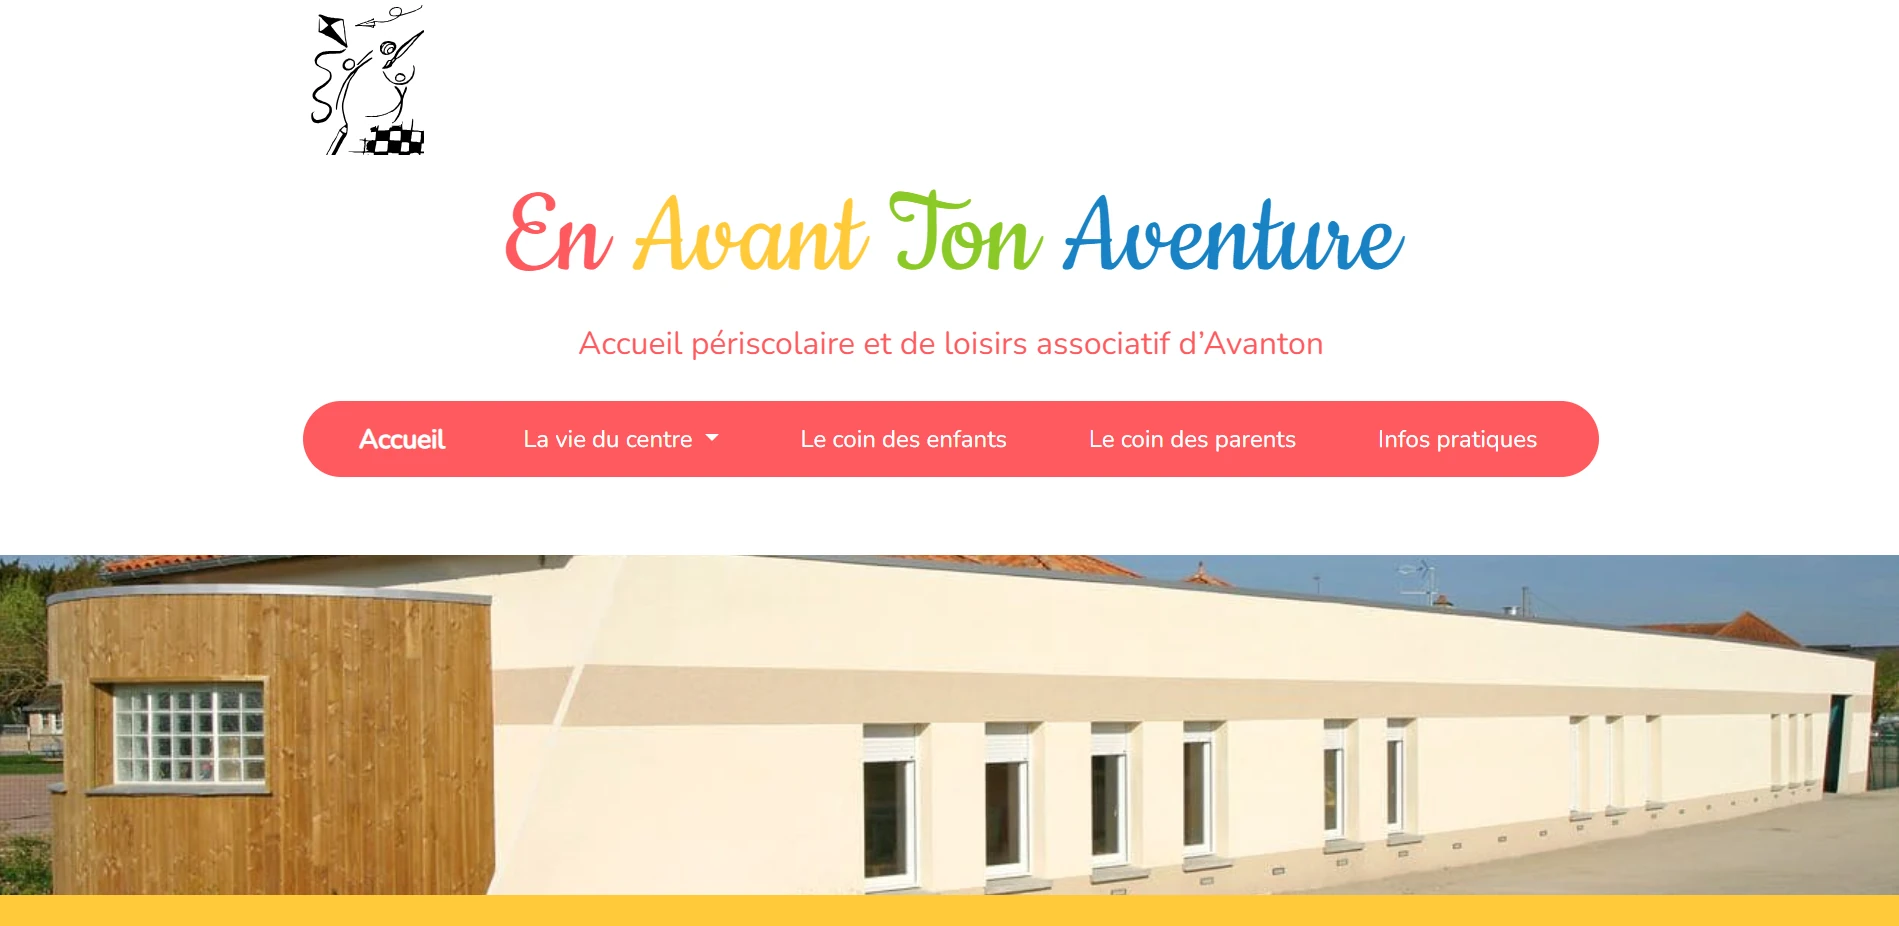 En Avant Ton Aventure
Accueil périscolaire et de loisirs associatif d’Avanton
Accueil La vie du centre Le coin des enfants Le coin des parents Infos pratiques